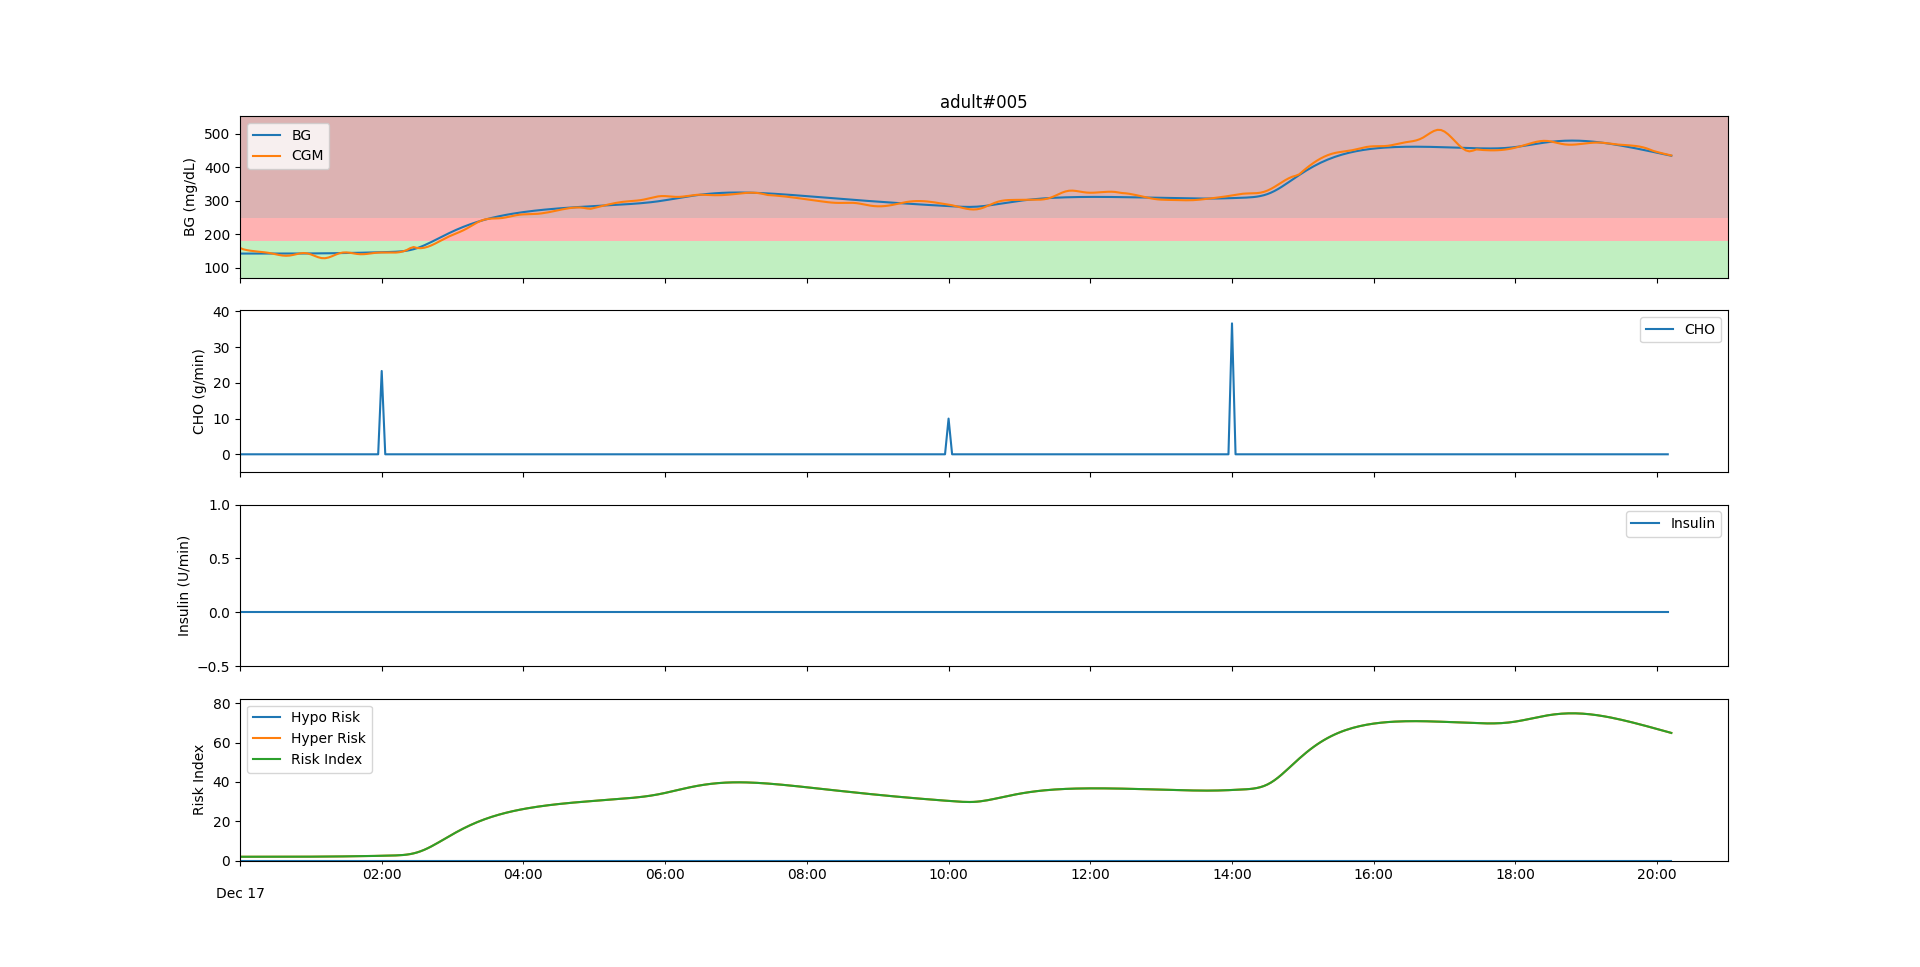 adult#005
BG (mg/dL)
500
400
300
200
100
BG
CGM
CHO (g/min)
40
30
20
10
0
CHO
Insulin (U/min)
1.0
0.5
0.0
−0.5
Insulin
Risk Index
80
60
40
20
0
Hypo Risk
Hyper Risk
Risk Index
02:00 04:00 06:00 08:00 10:00 12:00 14:00 16:00 18:00 20:00
Dec 17